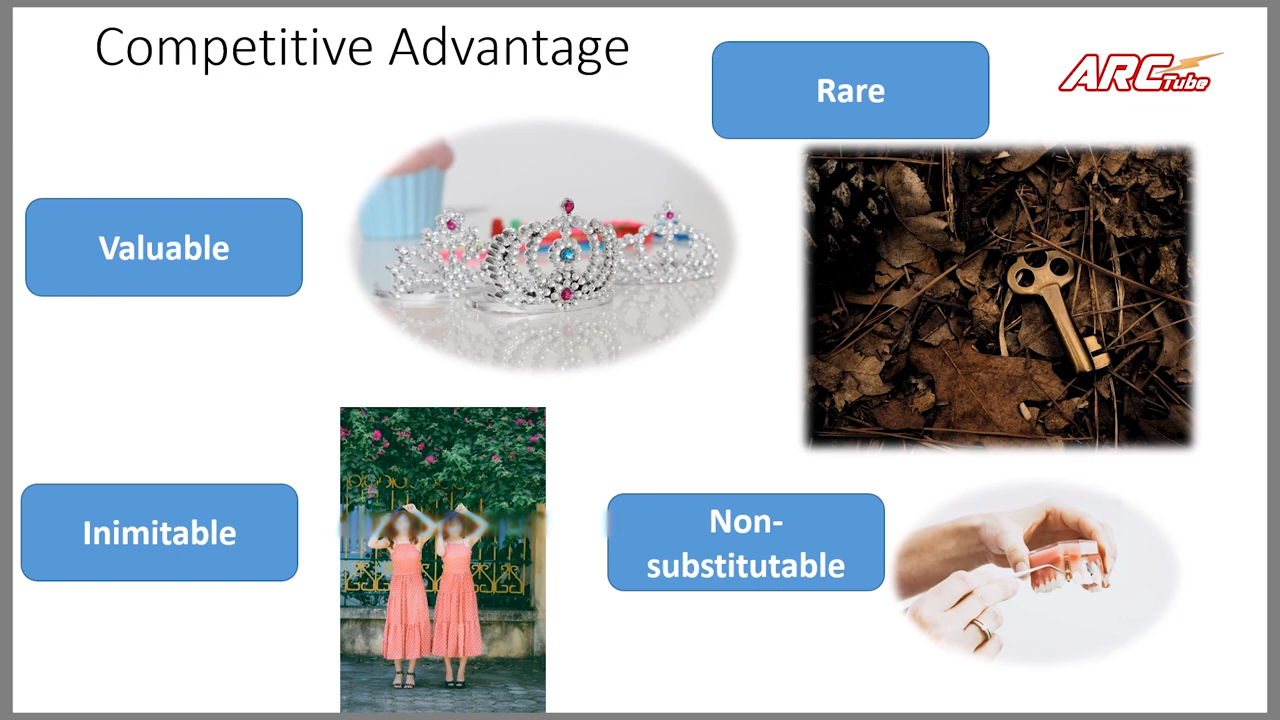 Competitive Advantage
Rare
ARC Tube
Valuable
Inimitable
Non-
substitutable